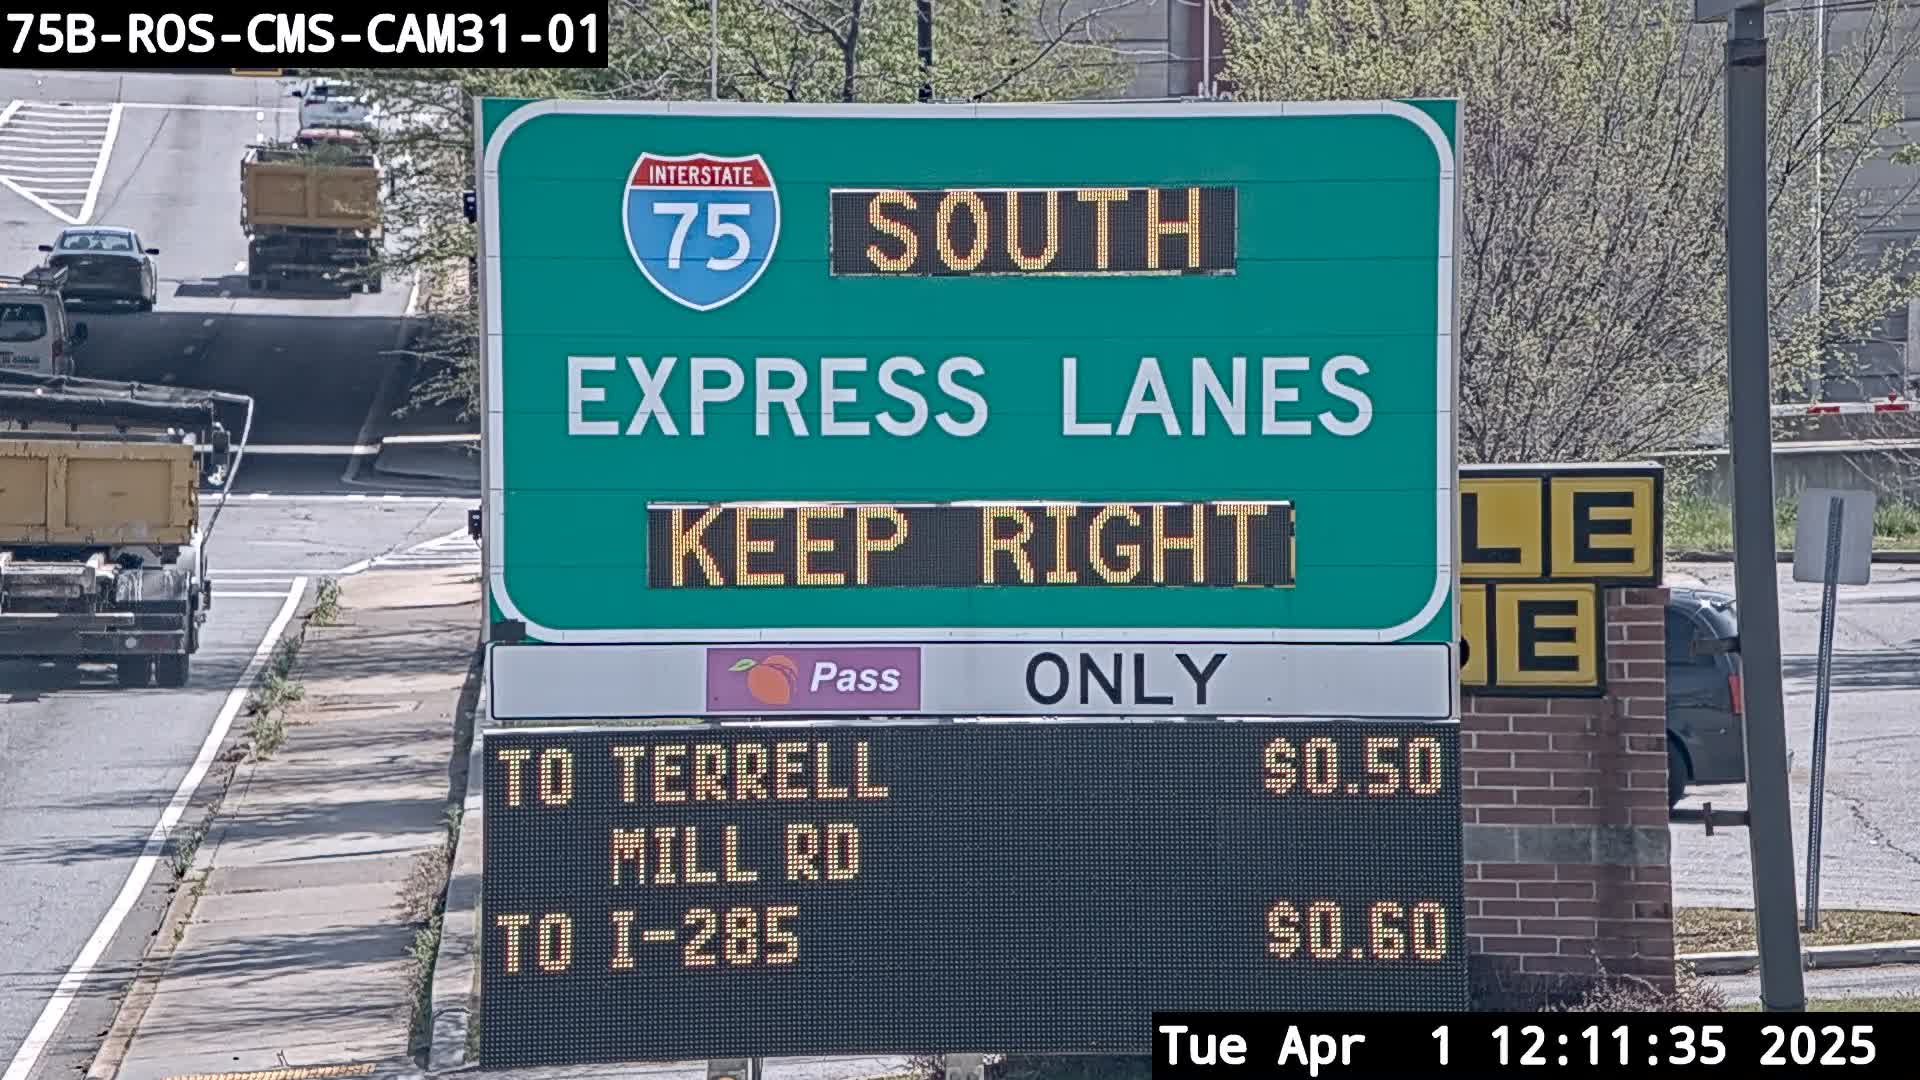 75B-ROS-CMS-CAM31-01
INTERSTATE
75
SOUTH
EXPRESS LANES
KEEP RIGHT
Pass ONLY
TO TERRELL $0.50
MILL RD
TO I-285 $0.60
LE
E
Tue Apr 1 12:11:35 2025